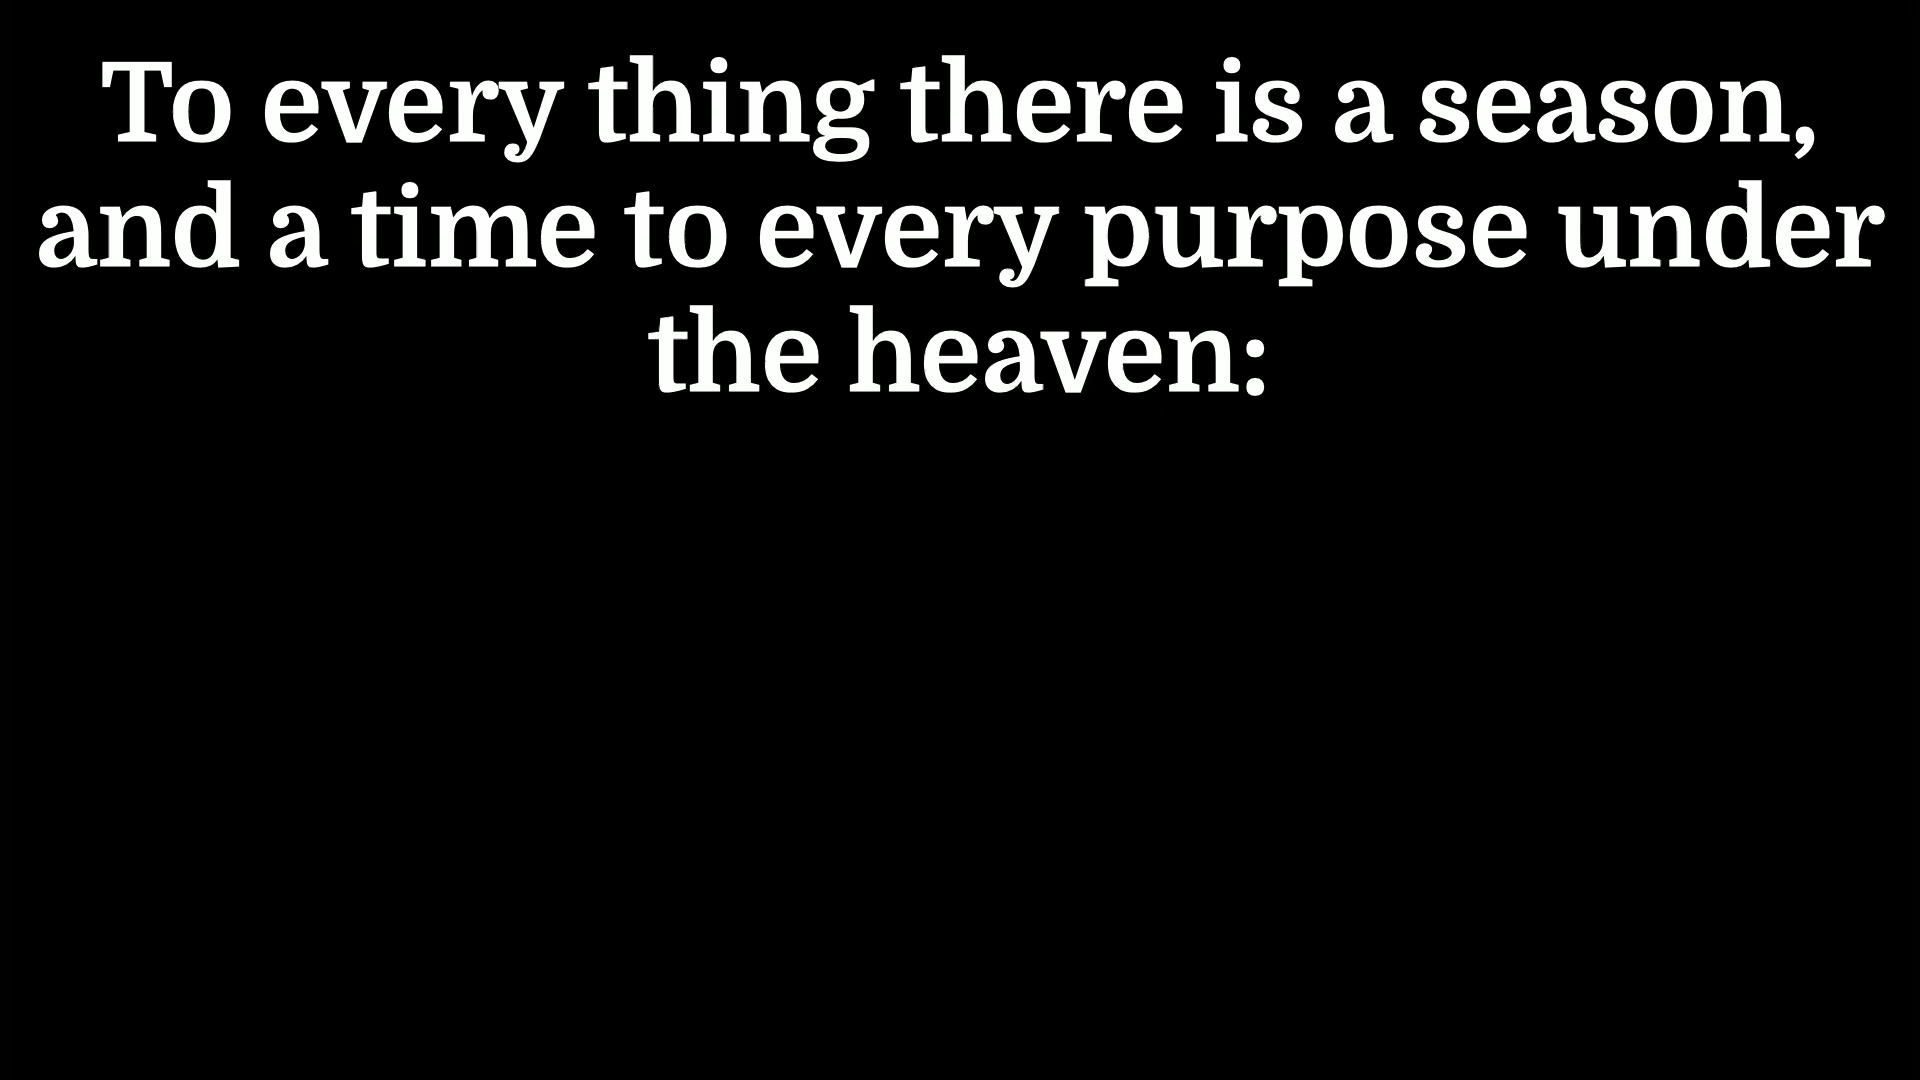 To every thing there is a season,
and a time to every purpose under
the heaven: